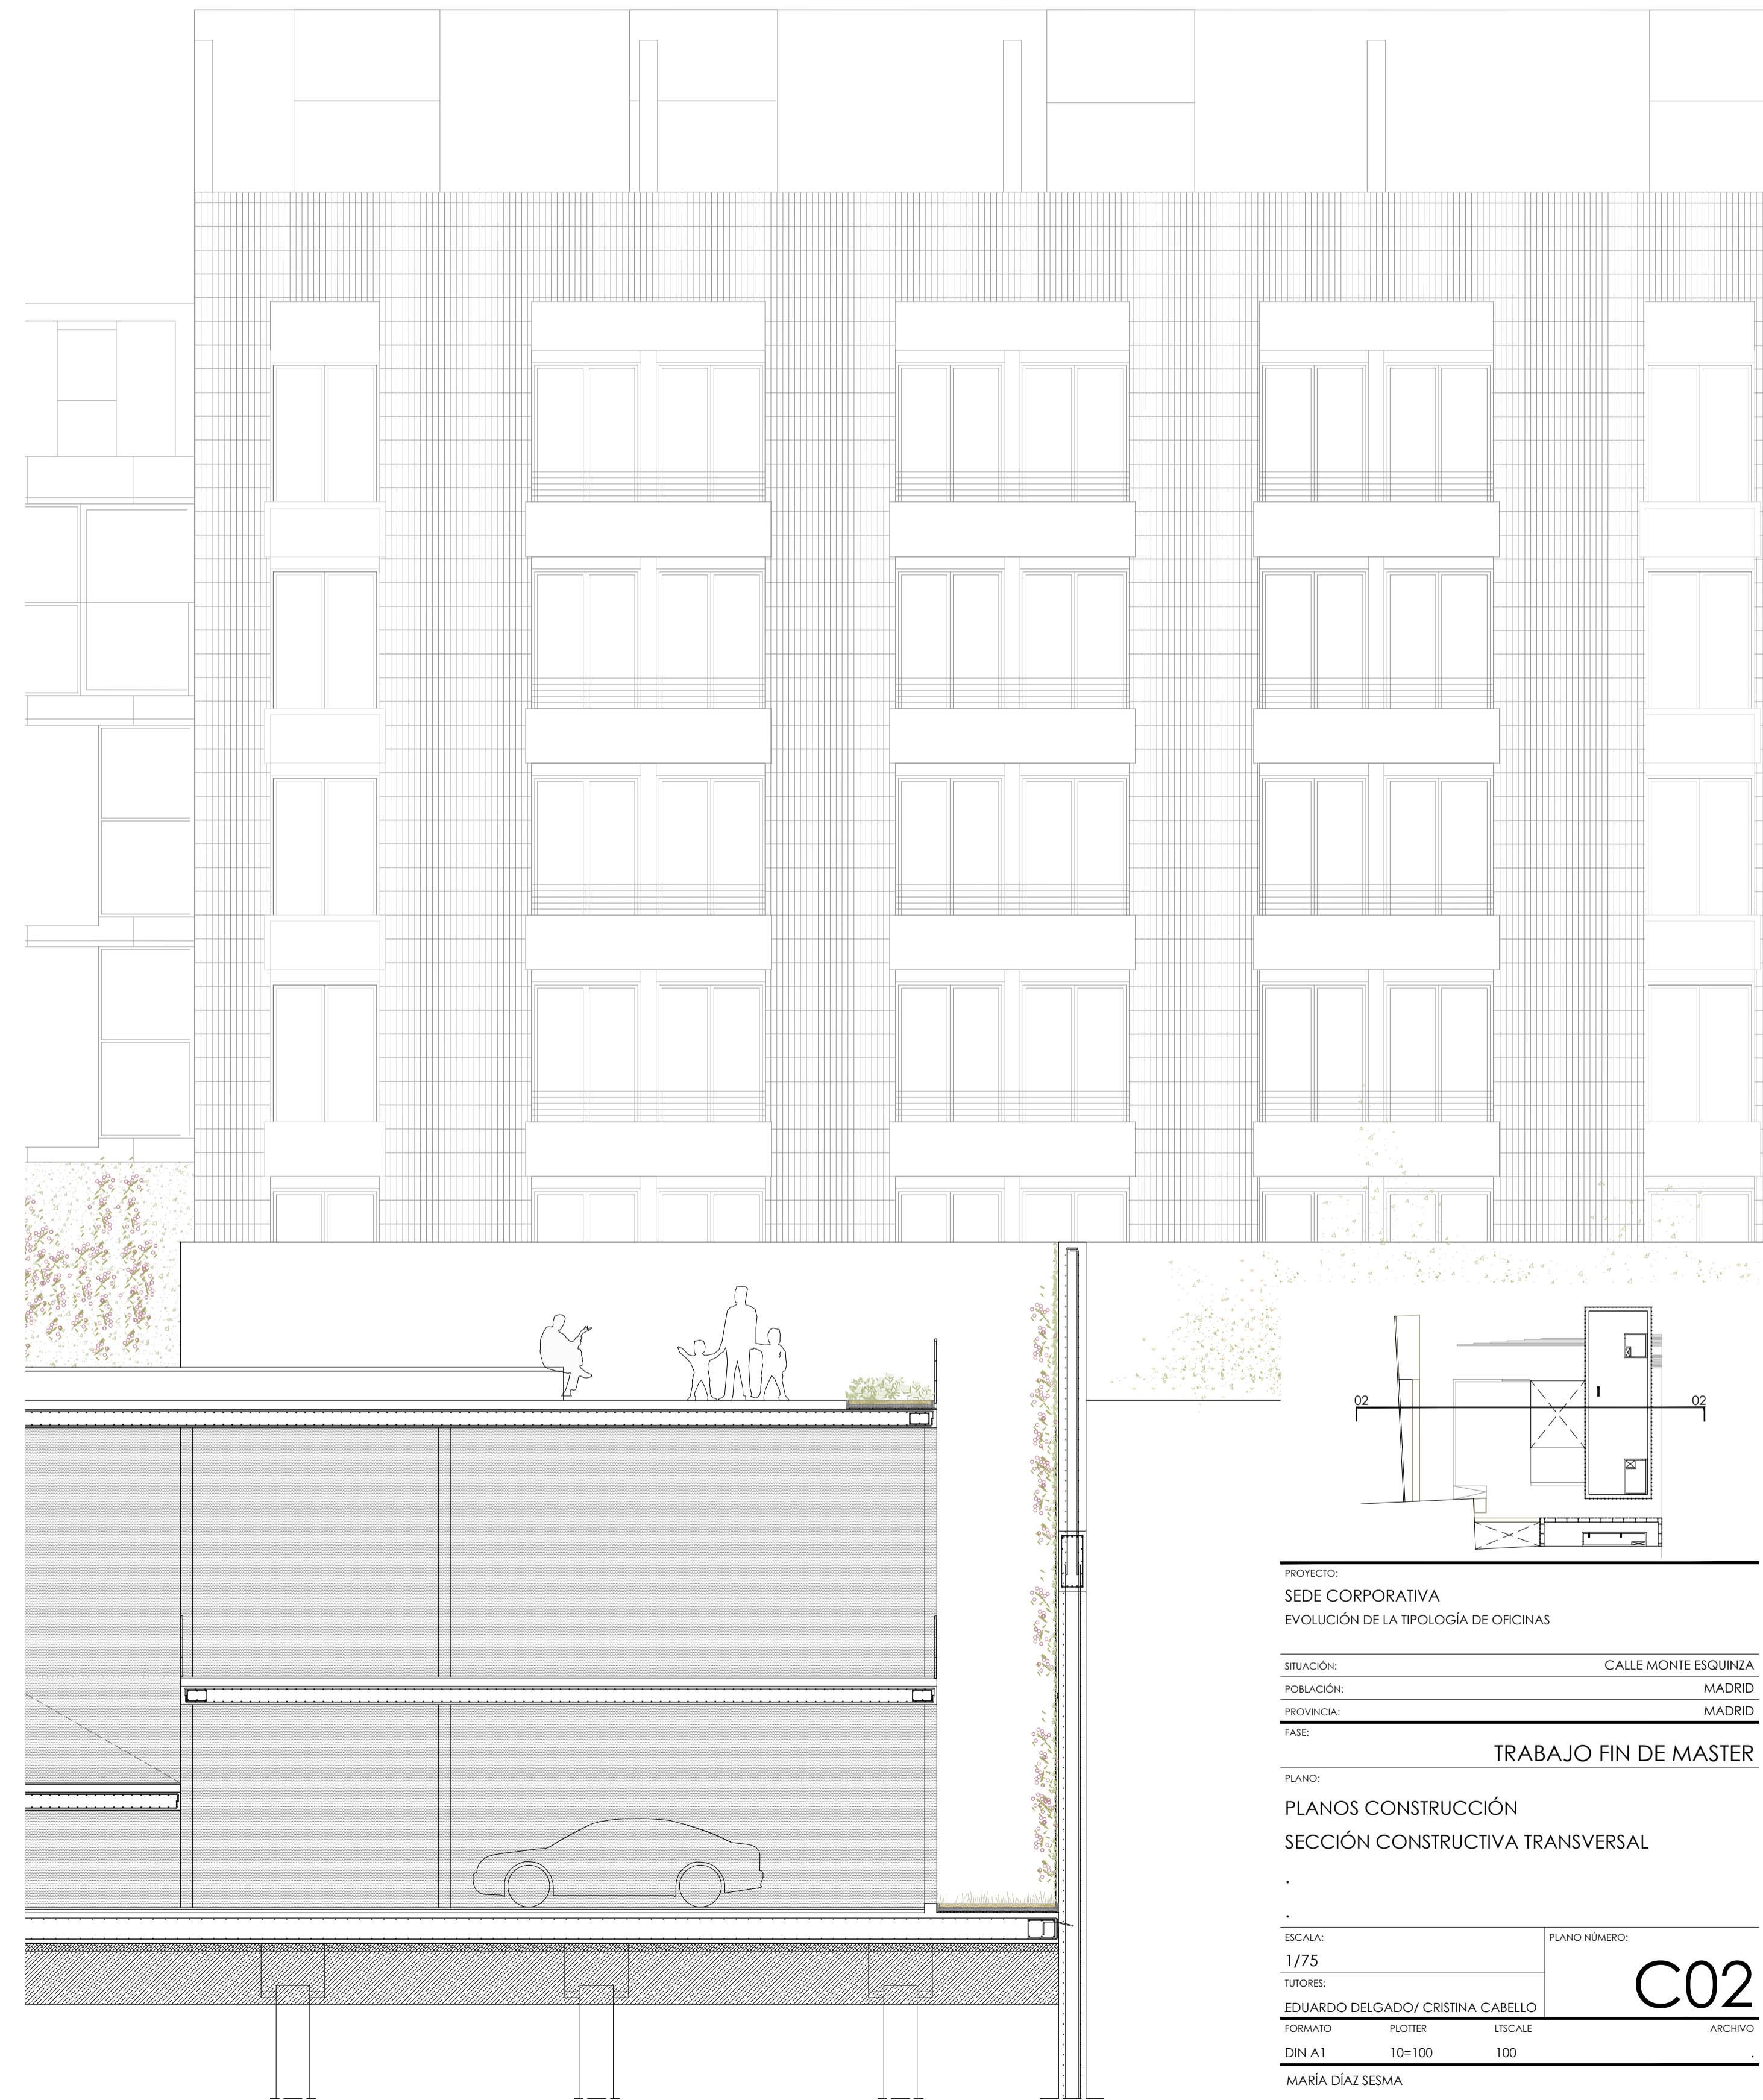 02
02
PROYECTO:
SEDE CORPORATIVA
EVOLUCIÓN DE LA TIPOLOGÍA DE OFICINAS
SITUACIÓN: CALLE MONTE ESQUINZA
POBLACIÓN: MADRID
PROVINCIA: MADRID
FASE:
TRABAJO FIN DE MASTER
PLANO:
PLANOS CONSTRUCCIÓN
SECCIÓN CONSTRUCTIVA TRANSVERSAL
.
.
ESCALA:
1/75
PLANO NÚMERO:
C02
TUTORES:
EDUARDO DELGADO/ CRISTINA CABELLO
FORMATO PLOTTER LTSCALE ARCHIVO
DIN A1 10=100 100 .
MARÍA DÍAZ SESMA